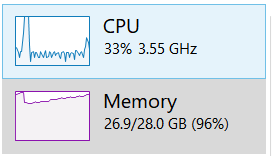 CPU
33% 3.55 GHz
Memory
26.9/28.0 GB (96%)